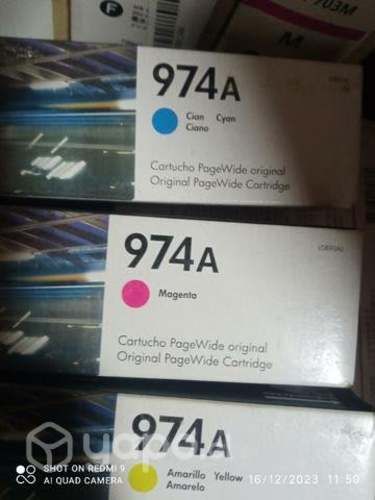 F
M
974A
Cian Cyan
Ciano
Cartucho PageWide original
Original PageWide Cartridge
974A
Magenta
Cartucho PageWide original
Original PageWide Cartridge
974A
Amarillo Yellow
Amarelo
yapo
SHOT ON REDMI 9
AI QUAD CAMERA
16/12/2023 11:50